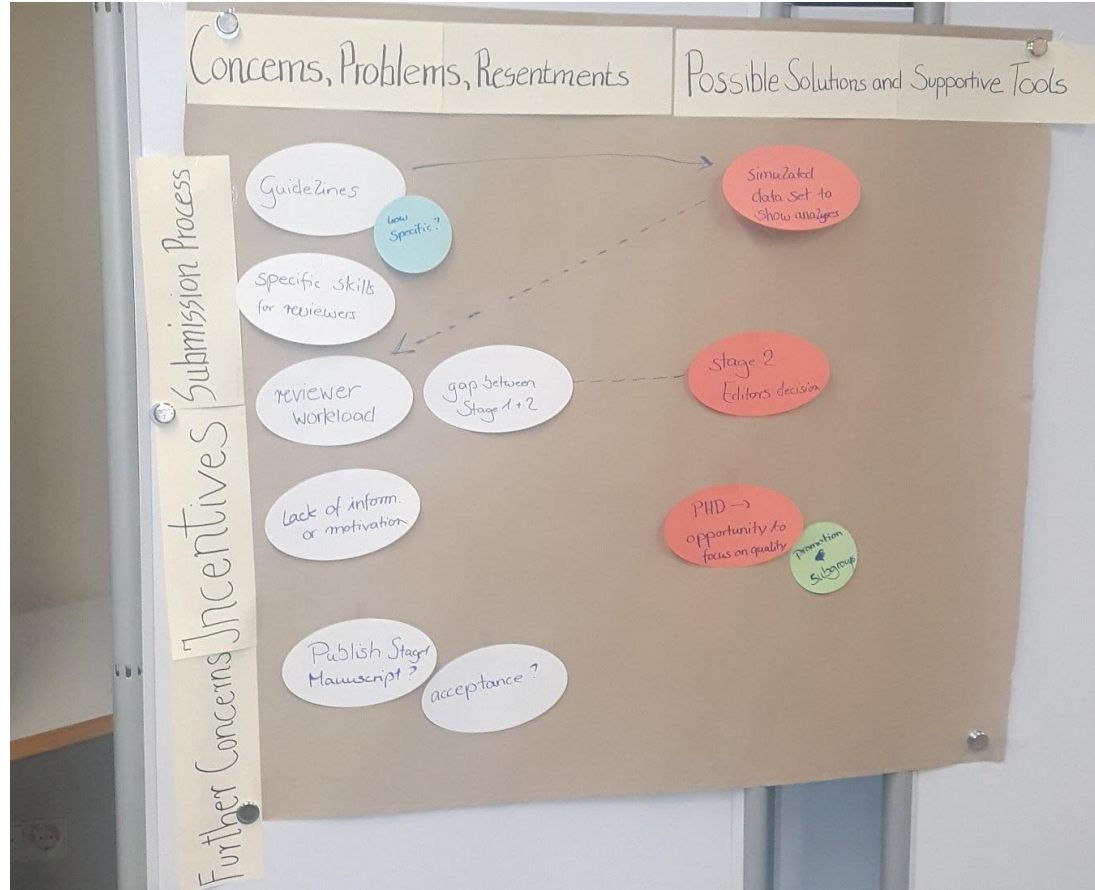 Concerns, Problems, Resentments
Possible Solutions and Supportive Tools
Submission Process
Incentives
Further Concerns
Guidelines
how
specific?
specific skills
for reviewers
reviewer
workload
gap between
Stage 1+2
Lack of inform.
or motivation
Publish Stage1
Manuscript?
acceptance?
simulated
data set to
show analyses
Stage 2
Editors decision
PHD →
opportunity to
focus on quality
promotion
&
subgroup